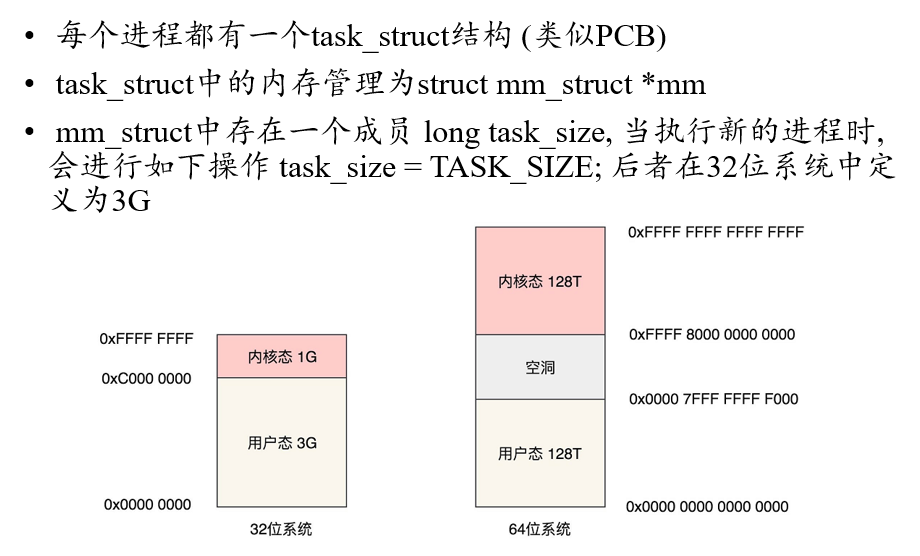 • 每个进程都有一个task_struct结构 (类似PCB)
• task_struct中的内存管理为struct mm_struct *mm
• mm_struct中存在一个成员 long task_size, 当执行新的进程时,
会进行如下操作 task_size = TASK_SIZE; 后者在32位系统中定
义为3G
0xFFFF FFFF
内核态 1G
0xC000 0000
用户态 3G
0x0000 0000
32位系统
0xFFFF FFFF FFFF FFFF
内核态 128T
0xFFFF 8000 0000 0000
空洞
0x0000 7FFF FFFF F000
用户态 128T
0x0000 0000 0000 0000
64位系统